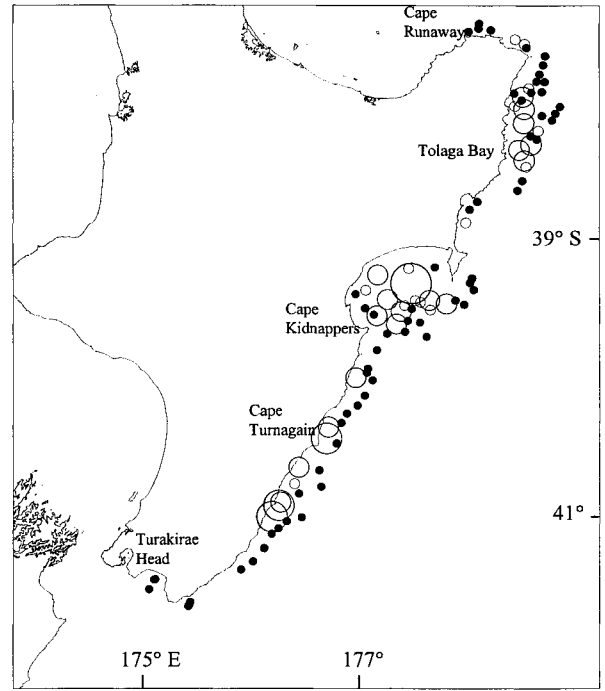 Cape
Runaway
Tolaga Bay
39° S
Cape
Kidnappers
Cape
Turnagain
41°
Turakirae
Head
175° E
177°